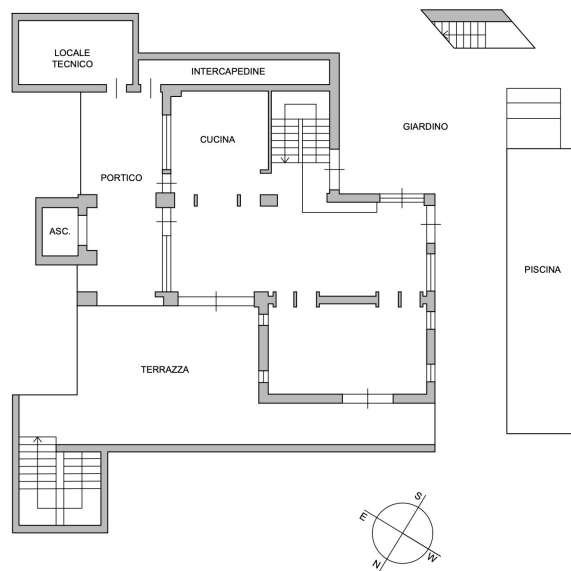 LOCALE
TECNICO
INTERCAPEDINE
CUCINA
GIARDINO
PORTICO
ASC.
PISCINA
TERRAZZA
S
E
W
N